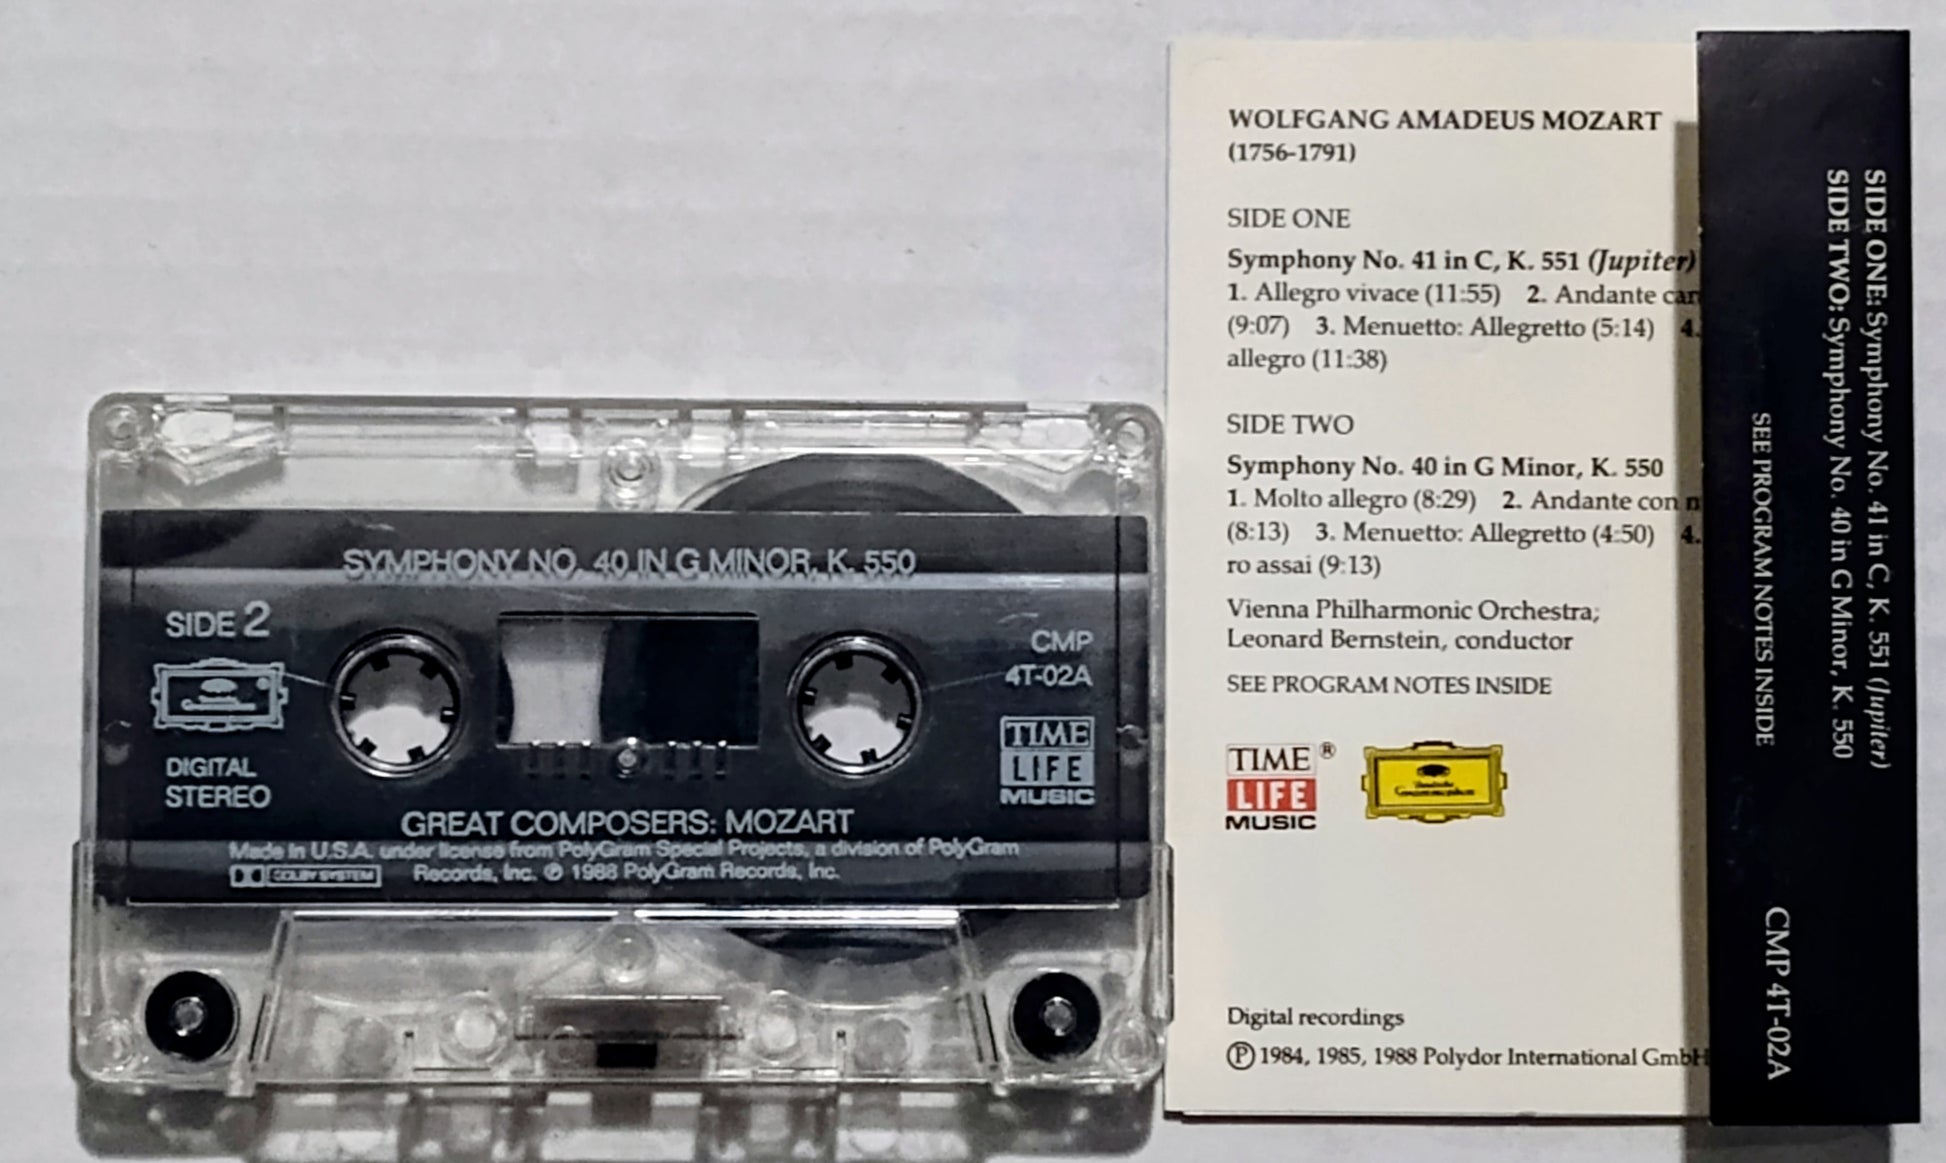 SYMPHONY NO. 40 IN G MINOR, K. 550
SIDE 2
DIGITAL
STEREO
CMP
4T-02A
TIME
LIFE
MUSIC
GREAT COMPOSERS: MOZART
Made in U.S.A. under license from PolyGram Special Projects, a division of PolyGram
Records, Inc. ℗ 1988 PolyGram Records, Inc.
DOLBY SYSTEM
WOLFGANG AMADEUS MOZART
(1756-1791)
SIDE ONE
Symphony No. 41 in C, K. 551 (Jupiter)
1. Allegro vivace (11:55) 2. Andante can
(9:07) 3. Menuetto: Allegretto (5:14) 4.
allegro (11:38)
SIDE TWO
Symphony No. 40 in G Minor, K. 550
1. Molto allegro (8:29) 2. Andante con
(8:13) 3. Menuetto: Allegretto (4:50) 4.
ro assai (9:13)
Vienna Philharmonic Orchestra;
Leonard Bernstein, conductor
SEE PROGRAM NOTES INSIDE
TIME ®
LIFE
MUSIC
Deutsche
Grammophon
Digital recordings
℗ 1984, 1985, 1988 Polydor International GmbH
SIDE ONE: Symphony No. 41 in C, K. 551 (Jupiter)
SIDE TWO: Symphony No. 40 in G Minor, K. 550
SEE PROGRAM NOTES INSIDE
CMP 4T-02A